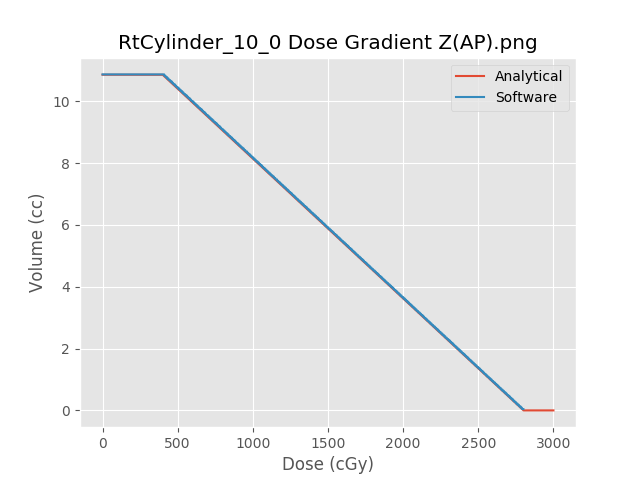 RtCylinder_10_0 Dose Gradient Z(AP).png
Analytical
Software
10
8
6
4
2
0
Volume (cc)
0 500 1000 1500 2000 2500 3000
Dose (cGy)